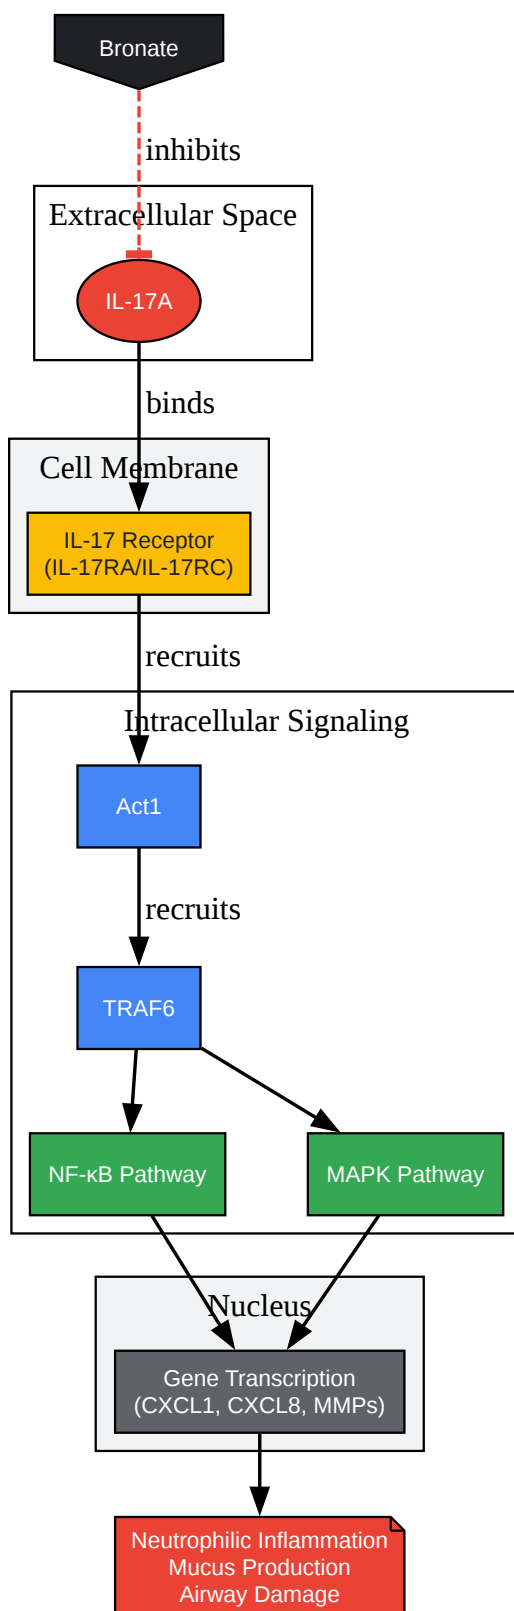 Bronate
inhibits
Extracellular Space
IL-17A
binds
Cell Membrane
IL-17 Receptor
(IL-17RA/IL-17RC)
recruits
Intracellular Signaling
Act1
recruits
TRAF6
NF-κB Pathway
MAPK Pathway
Nucleus
Gene Transcription
(CXCL1, CXCL8, MMPs)
Neutrophilic Inflammation
Mucus Production
Airway Damage